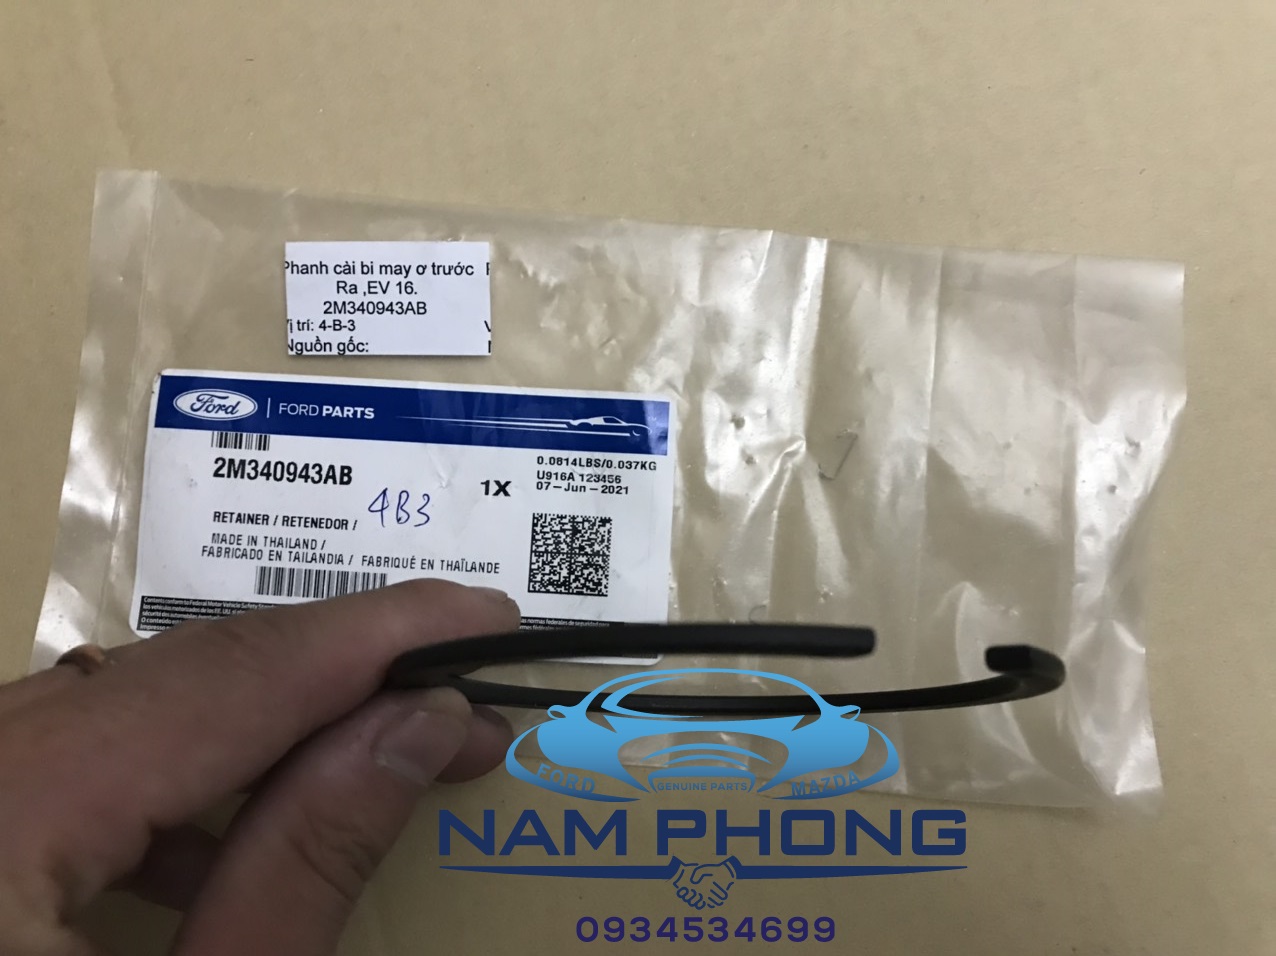 Phanh cài bi may ơ trước
Ra ,EV 16.
2M340943AB
Vị trí: 4-B-3
Nguồn gốc:
Ford
FORD PARTS
2M340943AB
1X
0.0814LBS/0.037KG
U916A 123456
07-Jun-2021
4B3
RETAINER / RETENEDOR /
MADE IN THAILAND /
FABRICADO EN TAILANDIA / FABRIQUÉ EN THAÏLANDE
FORD
GENUINE PARTS
MAZDA
NAM PHONG
0934534699